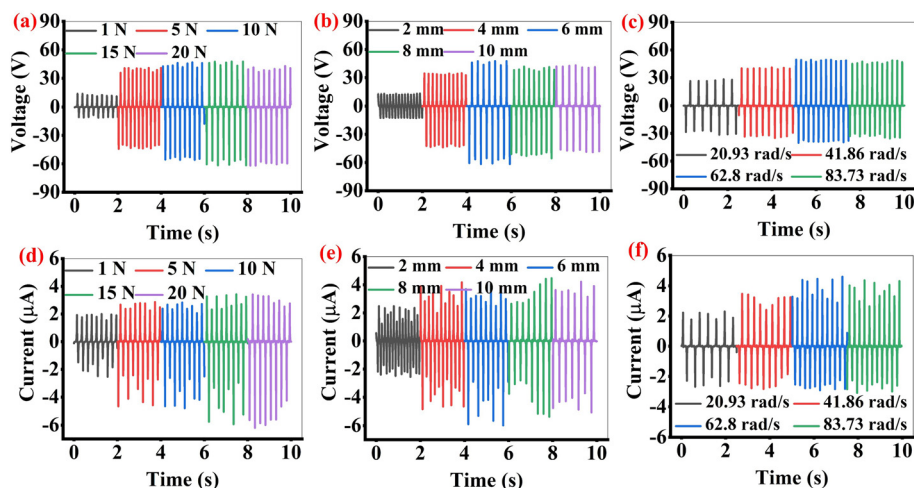 (a)
1 N 5 N 10 N
15 N 20 N
Voltage (V)
90
60
30
0
-30
-60
-90
0 2 4 6 8 10
Time (s)
(b)
2 mm 4 mm 6 mm
8 mm 10 mm
Voltage (V)
90
60
30
0
-30
-60
-90
0 2 4 6 8 10
Time (s)
(c)
Voltage (V)
90
60
30
0
-30
-60
-90
20.93 rad/s 41.86 rad/s
62.8 rad/s 83.73 rad/s
0 2 4 6 8 10
Time (s)
(d)
1 N 5 N 10 N
15 N 20 N
Current (μA)
6
4
2
0
-2
-4
-6
0 2 4 6 8 10
Time (s)
(e)
2 mm 4 mm 6 mm
8 mm 10 mm
Current (μA)
6
4
2
0
-2
-4
-6
0 2 4 6 8 10
Time (s)
(f)
Current (μA)
6
4
2
0
-2
-4
-6
20.93 rad/s 41.86 rad/s
62.8 rad/s 83.73 rad/s
0 2 4 6 8 10
Time (s)